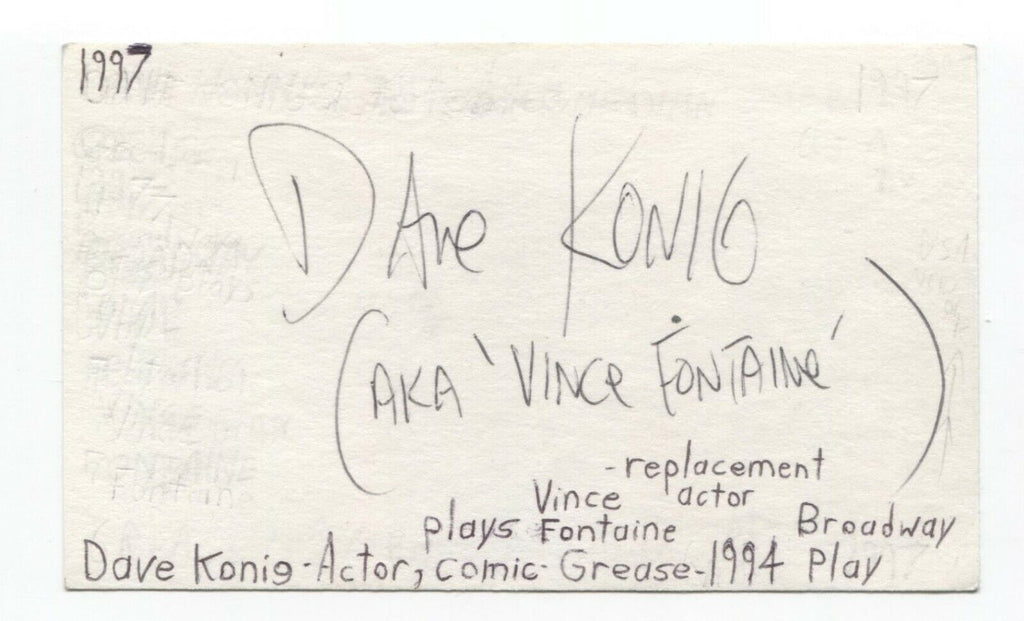 1997
DAve KONIG
(AKA 'VINCe FONTAINe')
-replacement
Vince actor
plays Fontaine Broadway
Dave Konig-Actor, comic-Grease-1994 Play